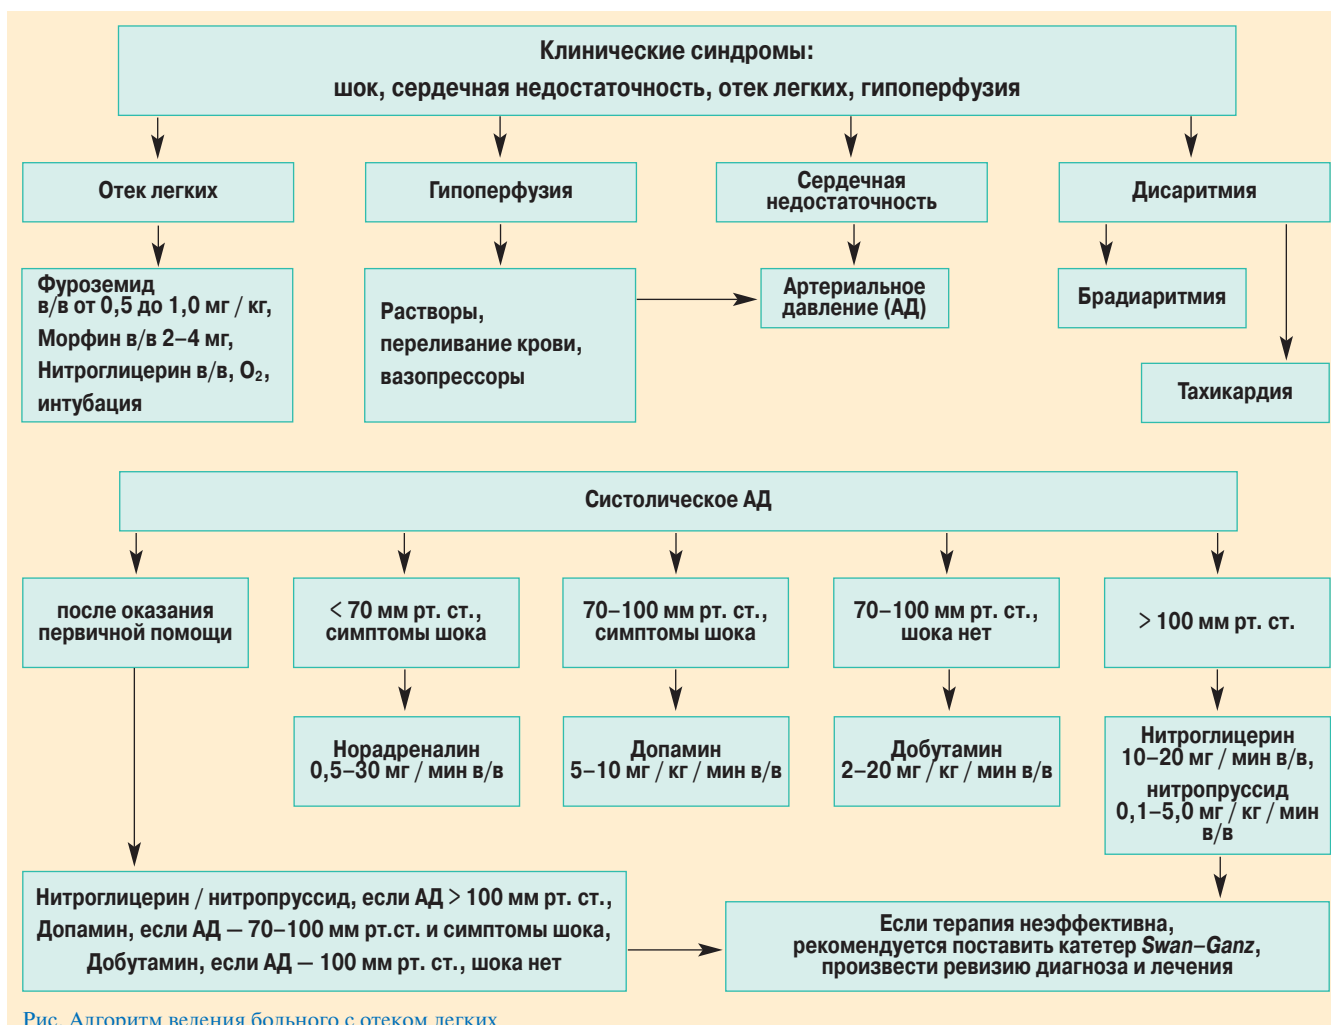 Клинические синдромы:
шок, сердечная недостаточность, отек легких, гипоперфузия
Отек легких
Гипоперфузия
Сердечная
недостаточность
Дисаритмия
Фуроземид
в/в от 0,5 до 1,0 мг / кг,
Морфин в/в 2–4 мг,
Нитроглицерин в/в, O₂,
интубация
Растворы,
переливание крови,
вазопрессоры
Артериальное
давление (АД)
Брадиаритмия
Тахикардия
Систолическое АД
после оказания
первичной помощи
< 70 мм рт. ст.,
симптомы шока
70–100 мм рт. ст.,
симптомы шока
70–100 мм рт. ст.,
шока нет
> 100 мм рт. ст.
Норадреналин
0,5–30 мг / мин в/в
Допамин
5–10 мг / кг / мин в/в
Добутамин
2–20 мг / кг / мин в/в
Нитроглицерин
10–20 мг / мин в/в,
нитропруссид
0,1–5,0 мг / кг / мин
в/в
Нитроглицерин / нитропруссид, если АД > 100 мм рт. ст.,
Допамин, если АД — 70–100 мм рт.ст. и симптомы шока,
Добутамин, если АД — 100 мм рт. ст., шока нет
Если терапия неэффективна,
рекомендуется поставить катетер Swan–Ganz,
произвести ревизию диагноза и лечения
Рис. Алгоритм ведения больного с отеком легких